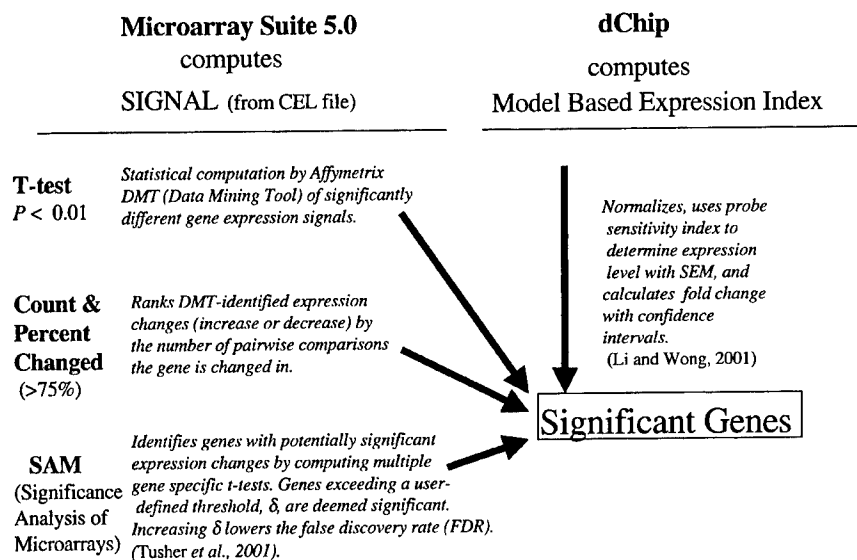 Microarray Suite 5.0
computes
SIGNAL (from CEL file)
dChip
computes
Model Based Expression Index
T-test
P < 0.01
Statistical computation by Affymetrix
DMT (Data Mining Tool) of significantly
different gene expression signals.
Count &
Percent
Changed
(>75%)
Ranks DMT-identified expression
changes (increase or decrease) by
the number of pairwise comparisons
the gene is changed in.
SAM
(Significance
Analysis of
Microarrays)
Identifies genes with potentially significant
expression changes by computing multiple
gene specific t-tests. Genes exceeding a user-
defined threshold, δ, are deemed significant.
Increasing δ lowers the false discovery rate (FDR).
(Tusher et al., 2001).
Normalizes, uses probe
sensitivity index to
determine expression
level with SEM, and
calculates fold change
with confidence
intervals.
(Li and Wong, 2001)
Significant Genes